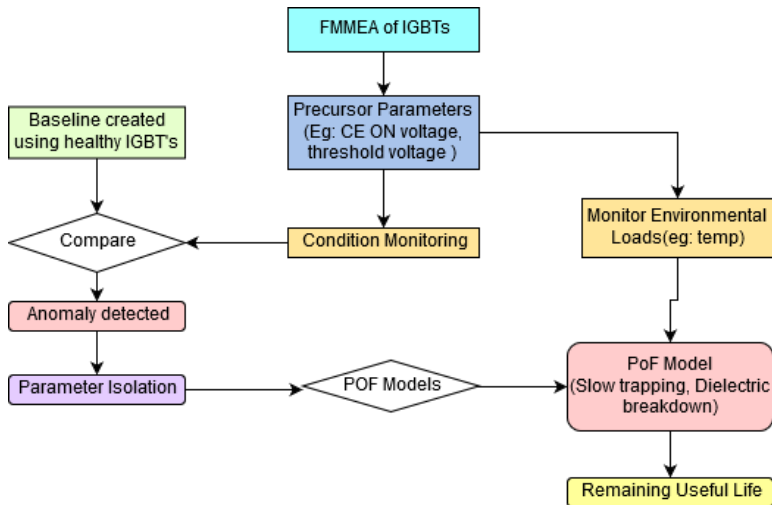 FMMEA of IGBTs
Precursor Parameters
(Eg: CE ON voltage,
threshold voltage )
Baseline created
using healthy IGBT's
Compare
Condition Monitoring
Monitor Environmental
Loads(eg: temp)
Anomaly detected
Parameter Isolation
POF Models
PoF Model
(Slow trapping, Dielectric
breakdown)
Remaining Useful Life